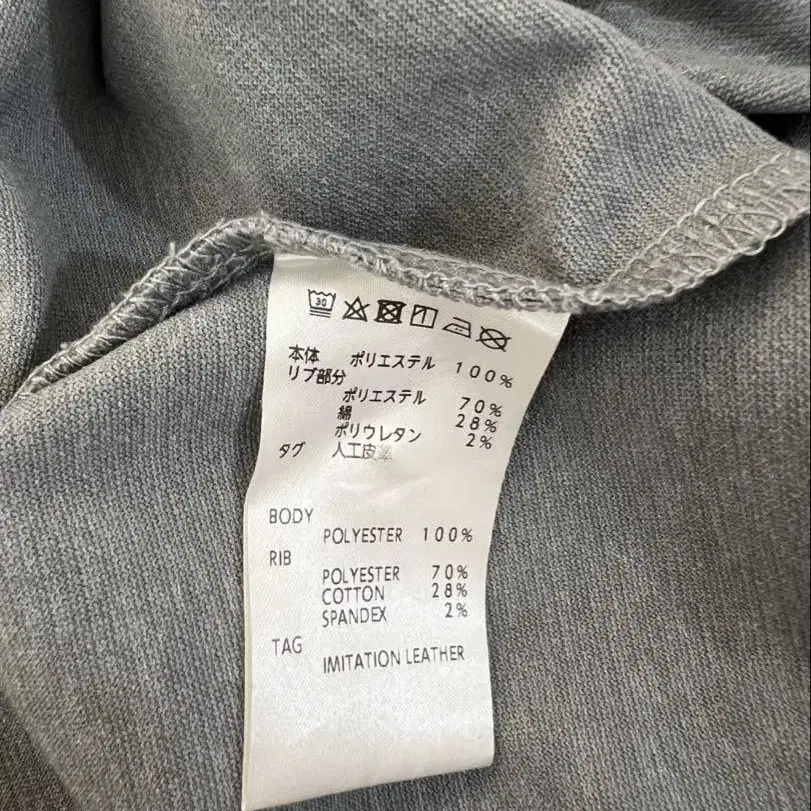 30
本体 ポリエステル 100%
リブ部分
ポリエステル 70%
綿 28%
ポリウレタン 2%
タグ 人工皮革
BODY
POLYESTER 100%
RIB
POLYESTER 70%
COTTON 28%
SPANDEX 2%
TAG
IMITATION LEATHER